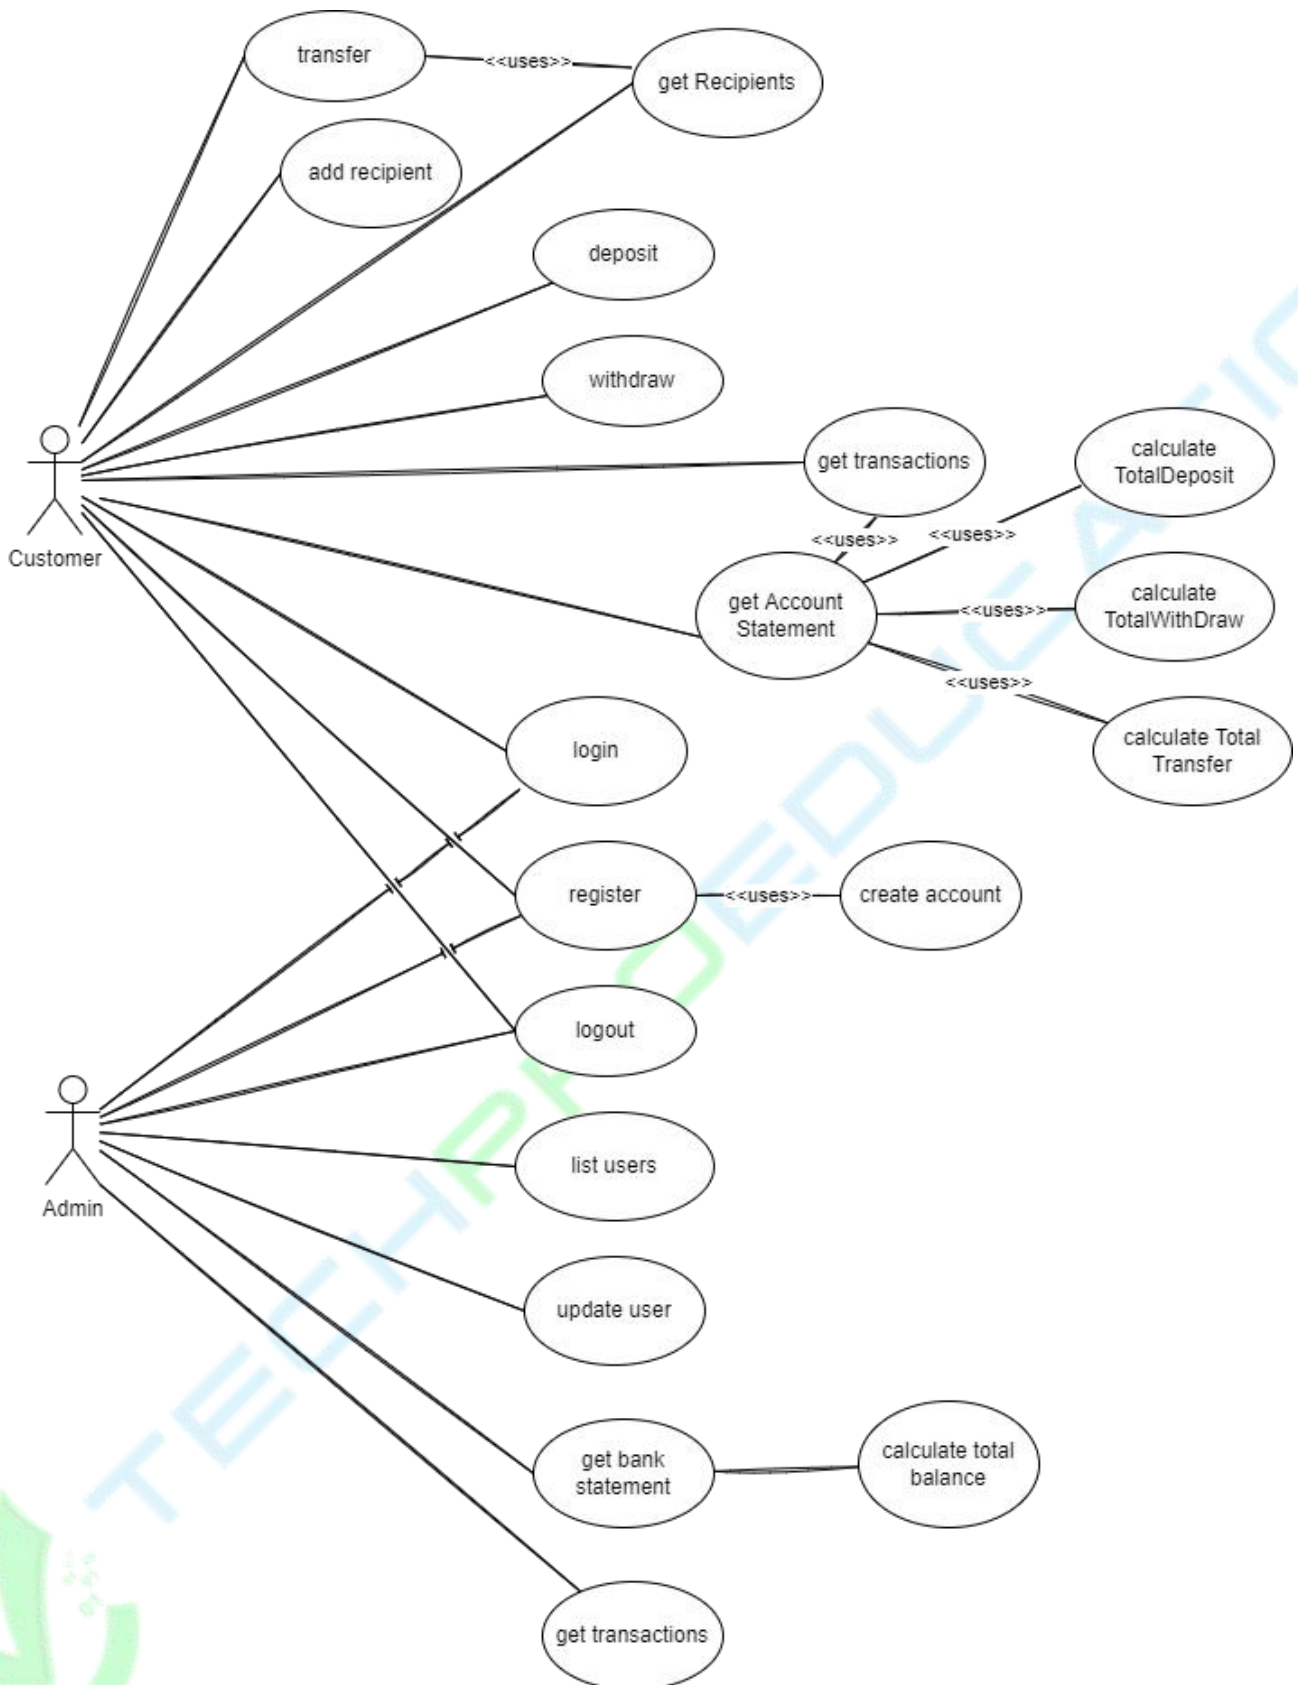 transfer
<<uses>>
get Recipients
add recipient
deposit
withdraw
get transactions
calculate
TotalDeposit
<<uses>>
<<uses>>
Customer
get Account
Statement
calculate
TotalWithDraw
<<uses>>
<<uses>>
calculate Total
Transfer
login
register
<<uses>>
create account
logout
list users
Admin
update user
get bank
statement
calculate total
balance
get transactions